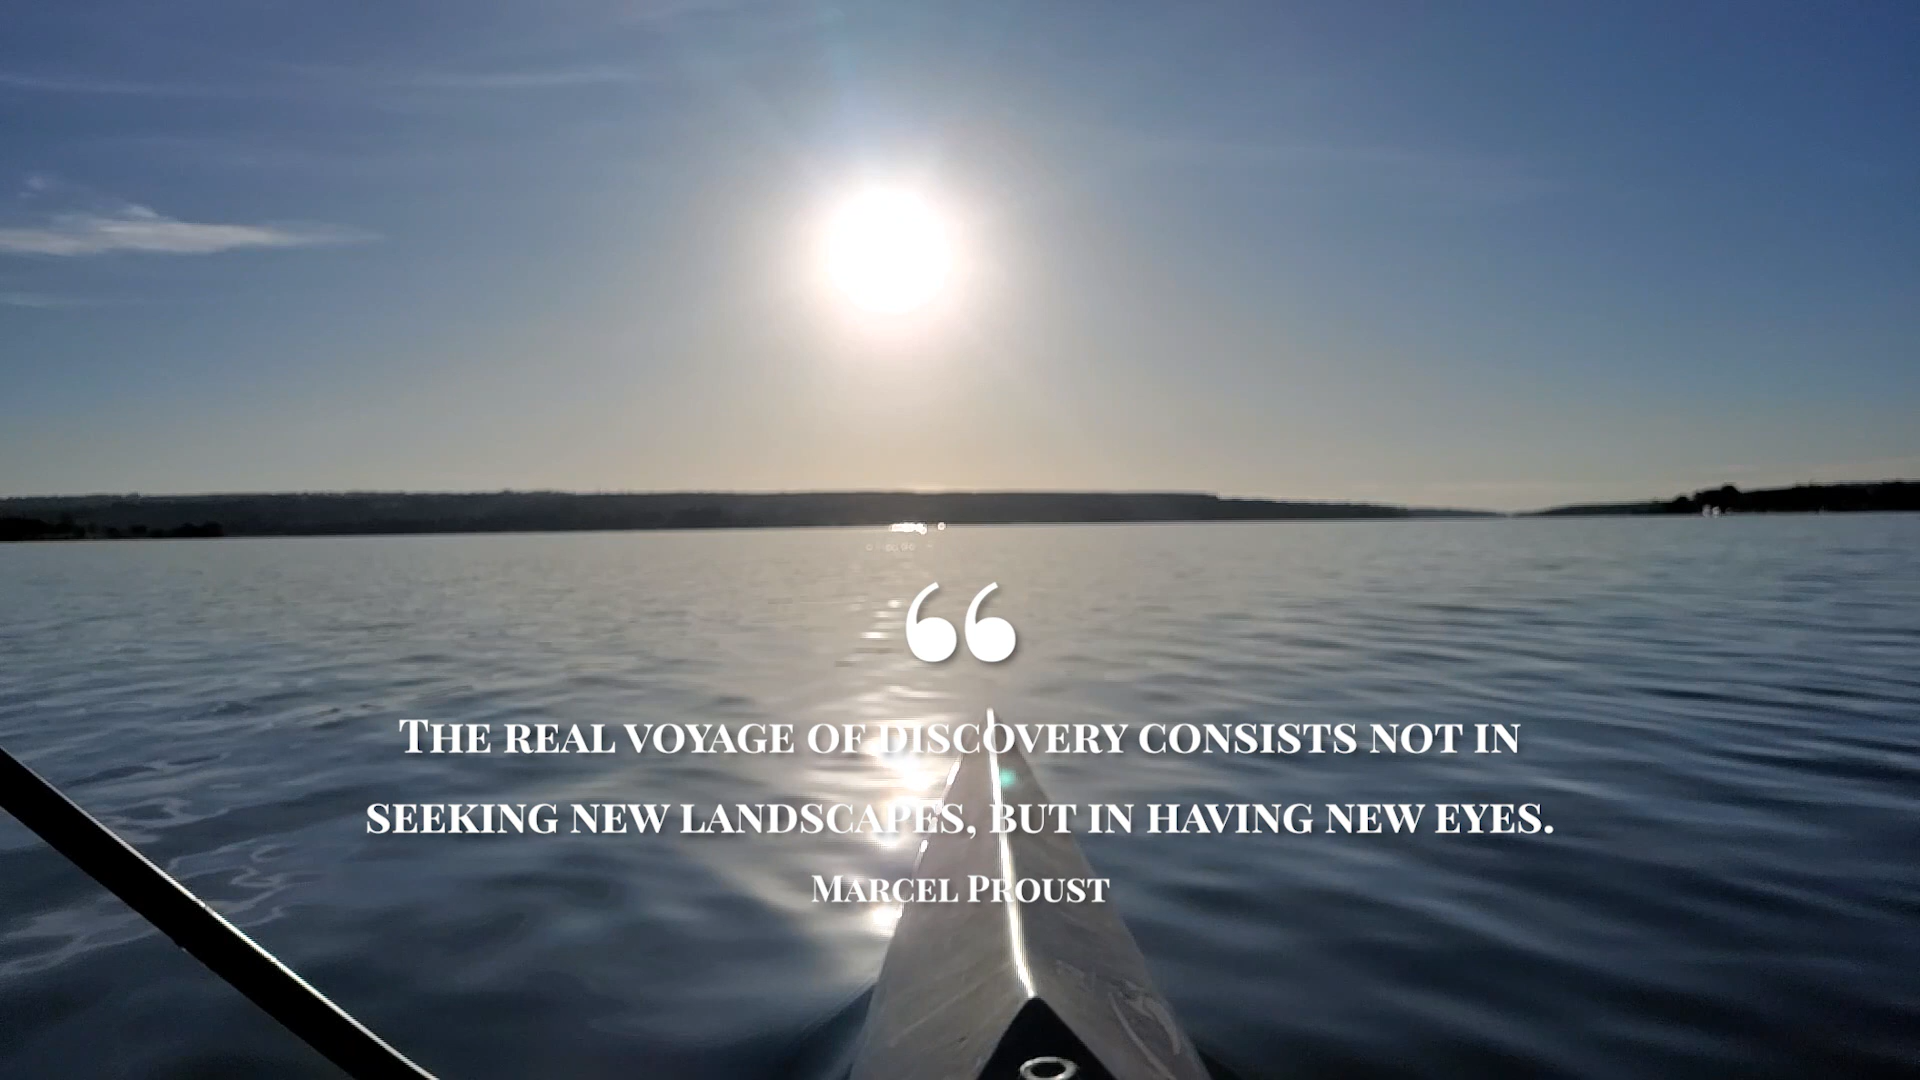 “
The real voyage of discovery consists not in
seeking new landscapes, but in having new eyes.
Marcel Proust